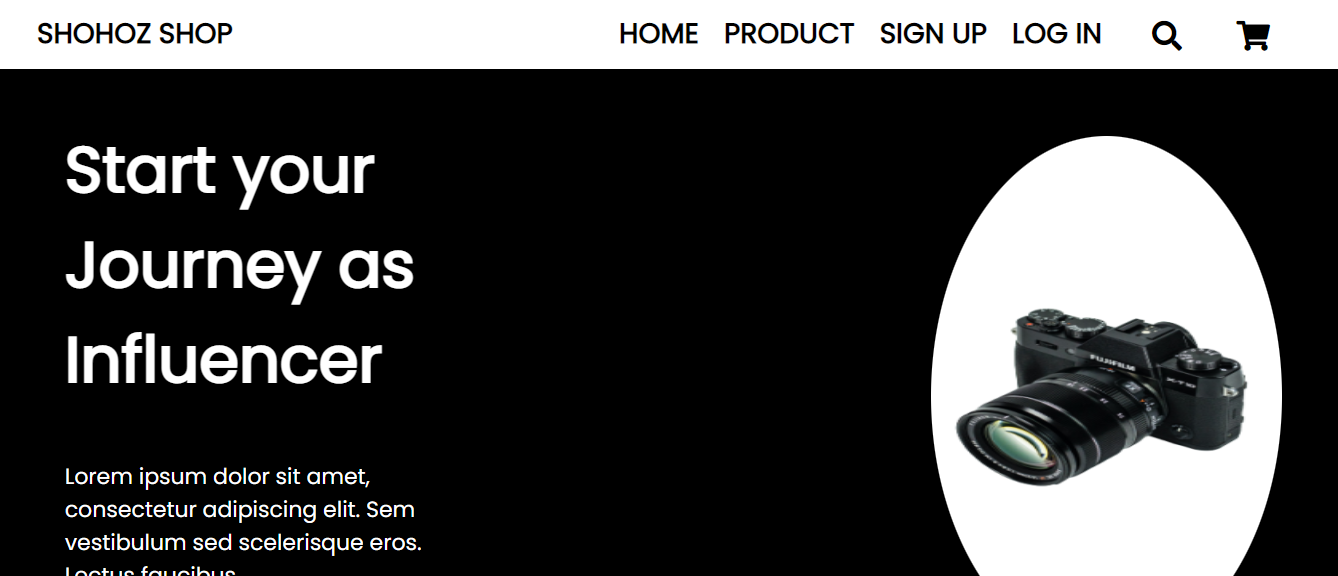 SHOHOZ SHOP HOME PRODUCT SIGN UP LOG IN
Start your
Journey as
Influencer
FUJIFILM
X-T10
Lorem ipsum dolor sit amet,
consectetur adipiscing elit. Sem
vestibulum sed scelerisque eros.
Lectus faucibus